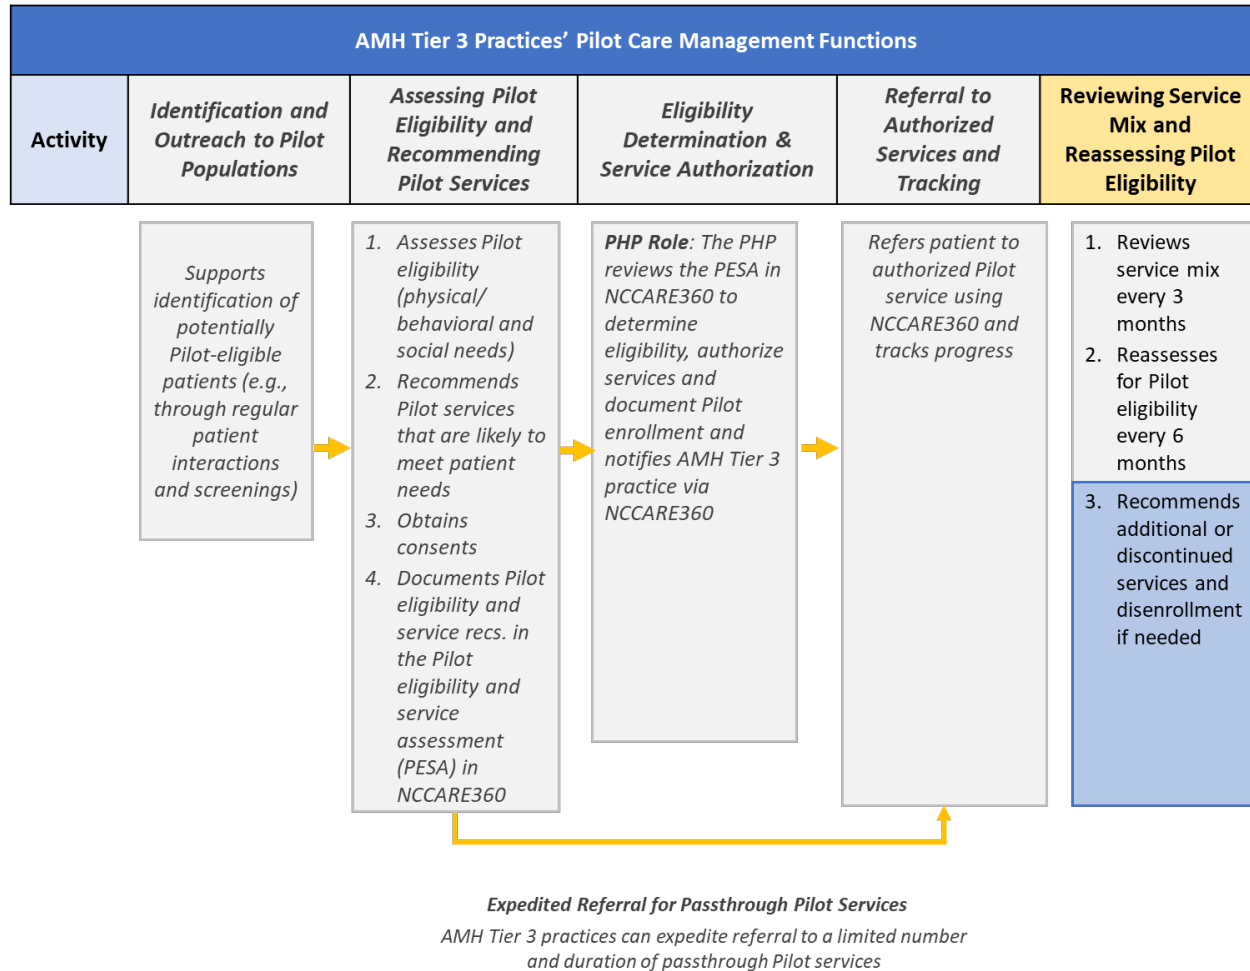 AMH Tier 3 Practices’ Pilot Care Management Functions
Activity
Identification and
Outreach to Pilot
Populations
Assessing Pilot
Eligibility and
Recommending
Pilot Services
Eligibility
Determination &
Service Authorization
Referral to
Authorized
Services and
Tracking
Reviewing Service
Mix and
Reassessing Pilot
Eligibility
Supports
identification of
potentially
Pilot-eligible
patients (e.g.,
through regular
patient
interactions
and screenings)
1. Assesses Pilot
eligibility
(physical/
behavioral and
social needs)
2. Recommends
Pilot services
that are likely to
meet patient
needs
3. Obtains
consents
4. Documents Pilot
eligibility and
service recs. in
the Pilot
eligibility and
service
assessment
(PESA) in
NCCARE360
PHP Role: The PHP
reviews the PESA in
NCCARE360 to
determine
eligibility, authorize
services and
document Pilot
enrollment and
notifies AMH Tier 3
practice via
NCCARE360
Refers patient to
authorized Pilot
service using
NCCARE360 and
tracks progress
1. Reviews
service mix
every 3
months
2. Reassesses
for Pilot
eligibility
every 6
months
3. Recommends
additional or
discontinued
services and
disenrollment
if needed
Expedited Referral for Passthrough Pilot Services
AMH Tier 3 practices can expedite referral to a limited number
and duration of passthrough Pilot services